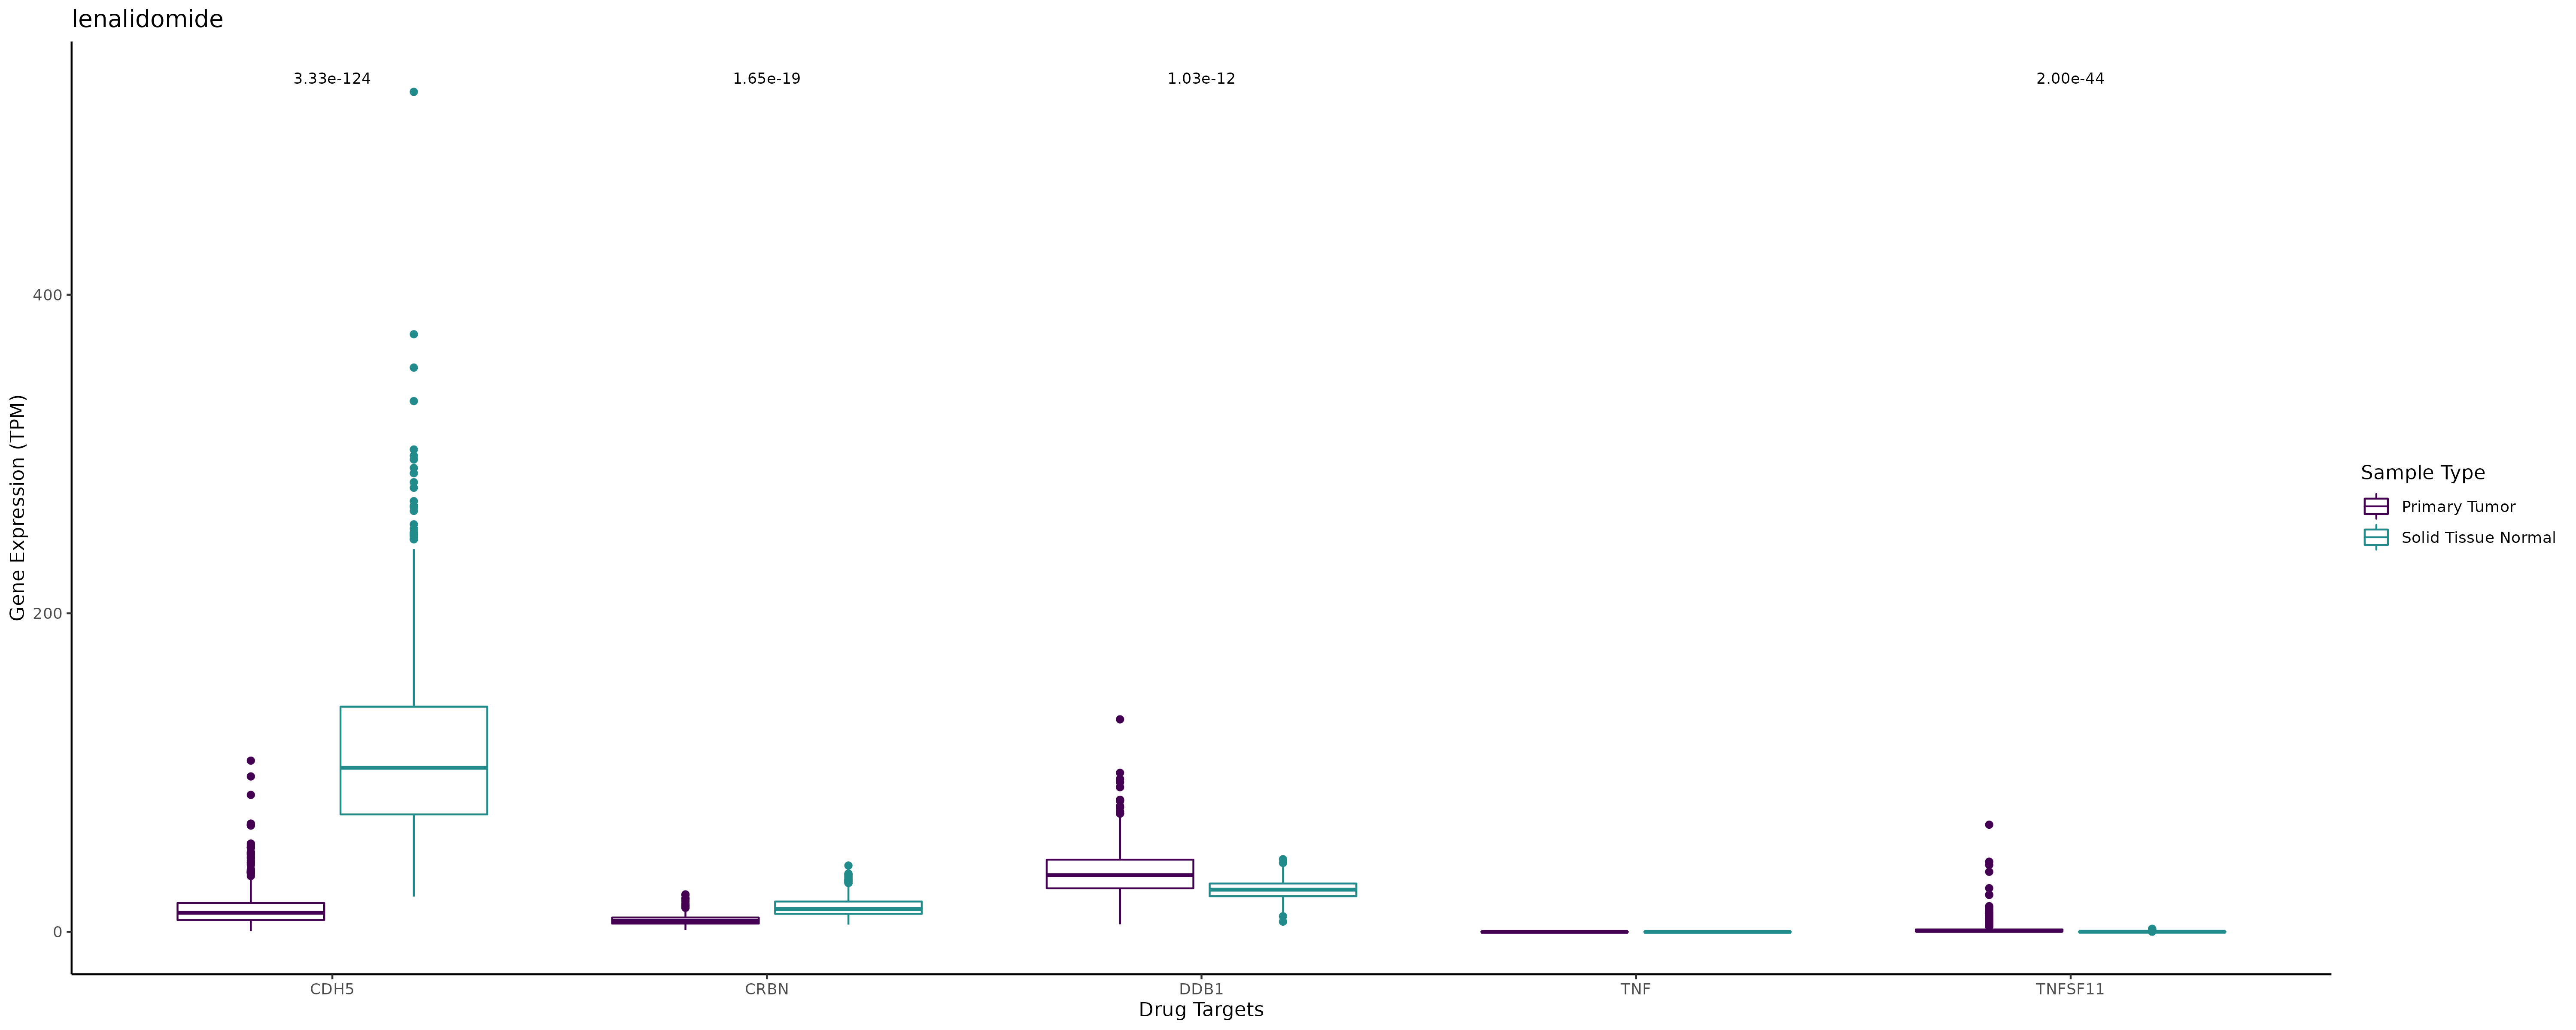 lenalidomide
3.33e-124
1.65e-19
1.03e-12
2.00e-44
Gene Expression (TPM)
400
200
0
Sample Type
Primary Tumor
Solid Tissue Normal
CDH5
CRBN
DDB1
TNF
TNFSF11
Drug Targets